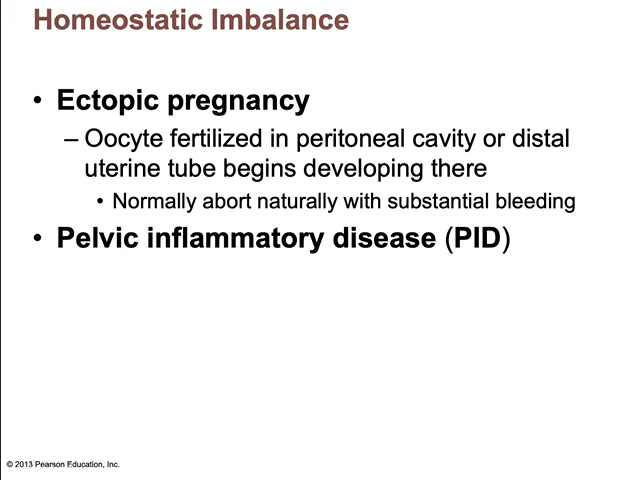 Homeostatic Imbalance
• Ectopic pregnancy
– Oocyte fertilized in peritoneal cavity or distal
uterine tube begins developing there
• Normally abort naturally with substantial bleeding
• Pelvic inflammatory disease (PID)
© 2013 Pearson Education, Inc.